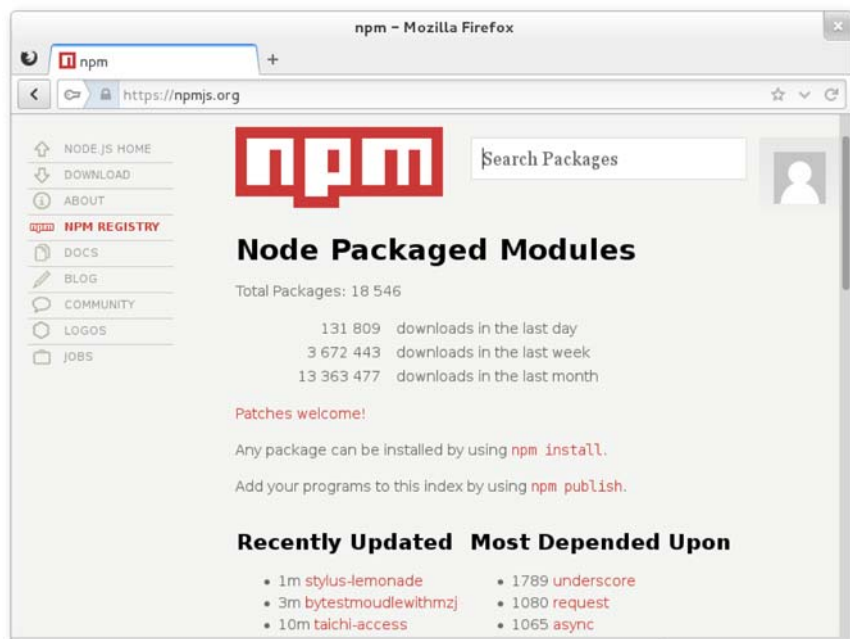 npm – Mozilla Firefox
npm
+
https://npmjs.org
NODE.JS HOME
DOWNLOAD
ABOUT
npm NPM REGISTRY
DOCS
BLOG
COMMUNITY
LOGOS
JOBS
npm
Search Packages
Node Packaged Modules
Total Packages: 18 546
131 809 downloads in the last day
3 672 443 downloads in the last week
13 363 477 downloads in the last month
Patches welcome!
Any package can be installed by using npm install.
Add your programs to this index by using npm publish.
Recently Updated
• 1m stylus-lemonade
• 3m bytestmoudlewithmzj
• 10m taichi-access
Most Depended Upon
• 1789 underscore
• 1080 request
• 1065 async